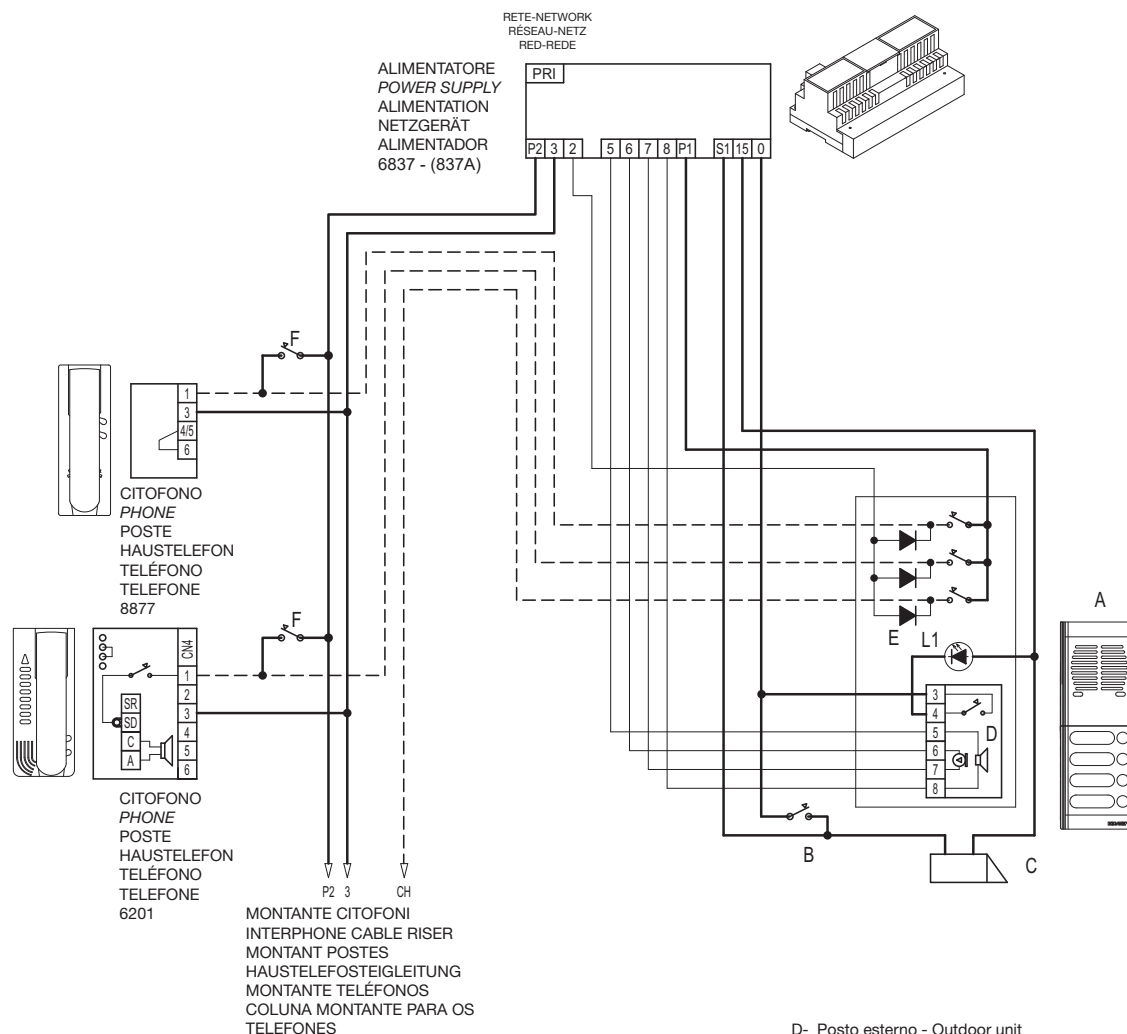 RETE-NETWORK
RÉSEAU-NETZ
RED-REDE
ALIMENTATORE
POWER SUPPLY
ALIMENTATION
NETZGERÄT
ALIMENTADOR
6837 - (837A)
PRI
P2 3 2 5 6 7 8 P1 S1 15 0
F
1
3
4/5
6
CITOFONO
PHONE
POSTE
HAUSTELEFON
TELÉFONO
TELEFONE
8877
F
CN4
1
2
3
4
5
6
SR
SD
C
A
CITOFONO
PHONE
POSTE
HAUSTELEFON
TELÉFONO
TELEFONE
6201
P2 3 CH
MONTANTE CITOFONI
INTERPHONE CABLE RISER
MONTANT POSTES
HAUSTELEFOSTEIGLEITUNG
MONTANTE TELÉFONOS
COLUNA MONTANTE PARA OS
TELEFONES
E L1
A
3
4
5
6
7
8
D
B
C
D- Posto esterno - Outdoor unit